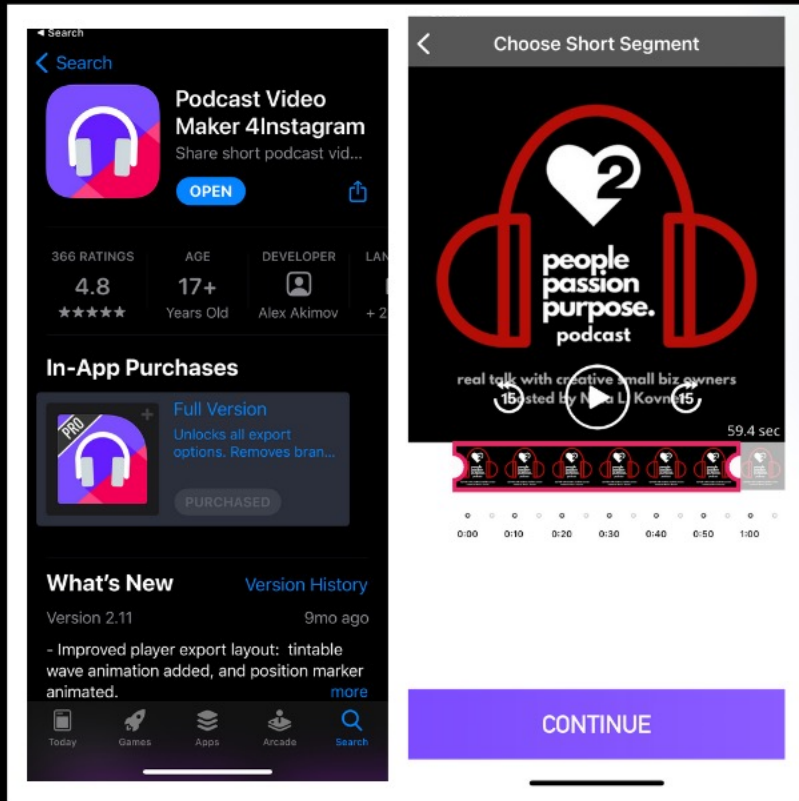 ◄ Search
Search
Podcast Video
Maker 4Instagram
Share short podcast vid...
OPEN
366 RATINGS
4.8
★★★★★
AGE
17+
Years Old
DEVELOPER
Alex Akimov
LAN
+ 2
In-App Purchases
PRO
Full Version
Unlocks all export
options. Removes bran...
PURCHASED
What's New
Version History
Version 2.11
9mo ago
- Improved player export layout: tintable
wave animation added, and position marker
animated.
more
Today
Games
Apps
Arcade
Search
Choose Short Segment
2
people
passion
purpose.
podcast
real talk with creative small biz owners
hosted by L. Kovner
15
15
59.4 sec
0:00 0:10 0:20 0:30 0:40 0:50 1:00
CONTINUE